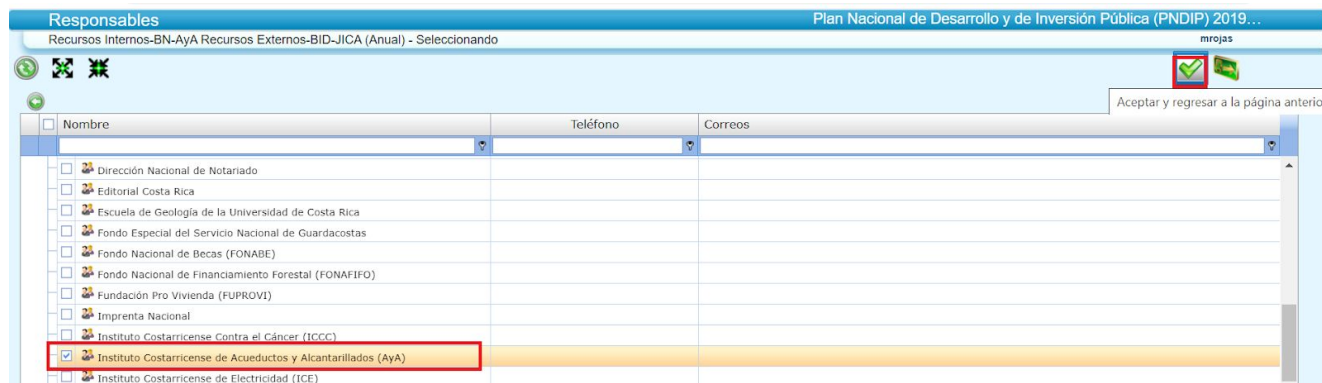 Responsables Plan Nacional de Desarrollo y de Inversión Pública (PNDIP) 2019...
Recursos Internos-BN-AyA Recursos Externos-BID-JICA (Anual) - Seleccionando mrojas
Aceptar y regresar a la página anterio
Nombre Teléfono Correos
Dirección Nacional de Notariado
Editorial Costa Rica
Escuela de Geología de la Universidad de Costa Rica
Fondo Especial del Servicio Nacional de Guardacostas
Fondo Nacional de Becas (FONABE)
Fondo Nacional de Financiamiento Forestal (FONAFIFO)
Fundación Pro Vivienda (FUPROVI)
Imprenta Nacional
Instituto Costarricense Contra el Cáncer (ICCC)
Instituto Costarricense de Acueductos y Alcantarillados (AyA)
Instituto Costarricense de Electricidad (ICE)